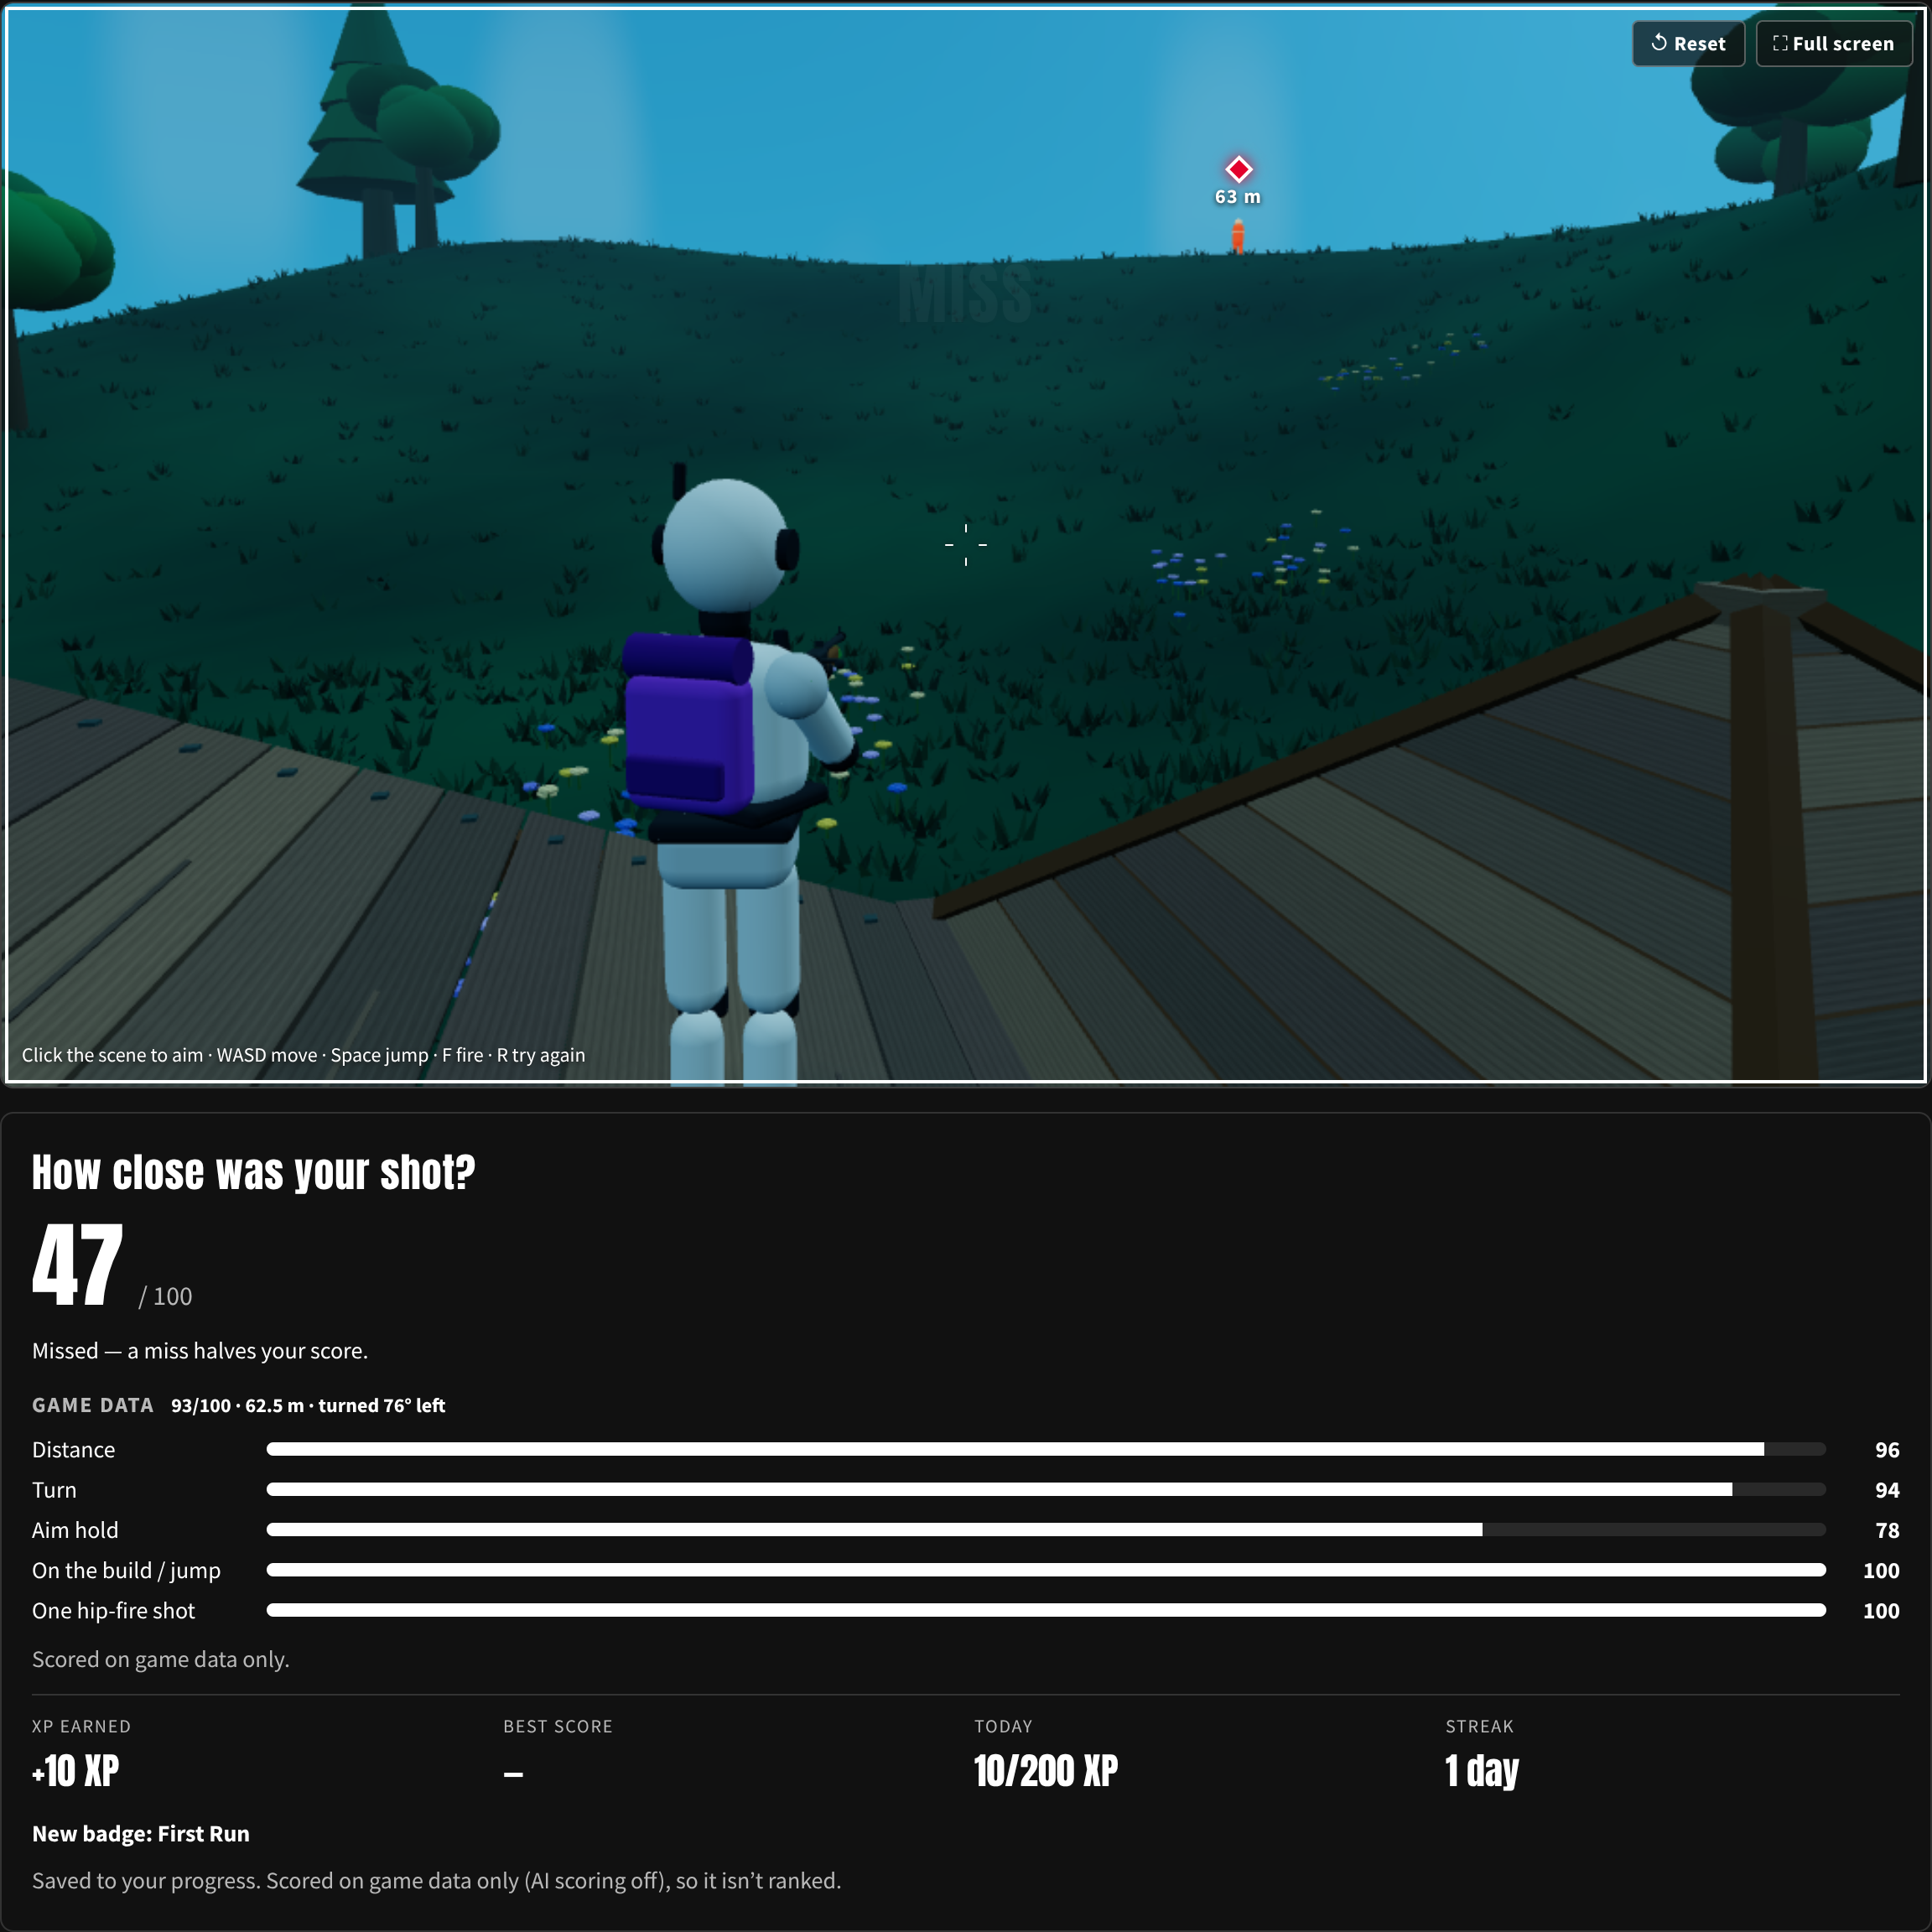 Reset
Full screen
63 m
MISS
Click the scene to aim · WASD move · Space jump · F fire · R try again
How close was your shot?
47 / 100
Missed — a miss halves your score.
GAME DATA 93/100 · 62.5 m · turned 76° left
Distance 96
Turn 94
Aim hold 78
On the build / jump 100
One hip-fire shot 100
Scored on game data only.
XP EARNED BEST SCORE TODAY STREAK
+10 XP – 10/200 XP 1 day
New badge: First Run
Saved to your progress. Scored on game data only (AI scoring off), so it isn’t ranked.